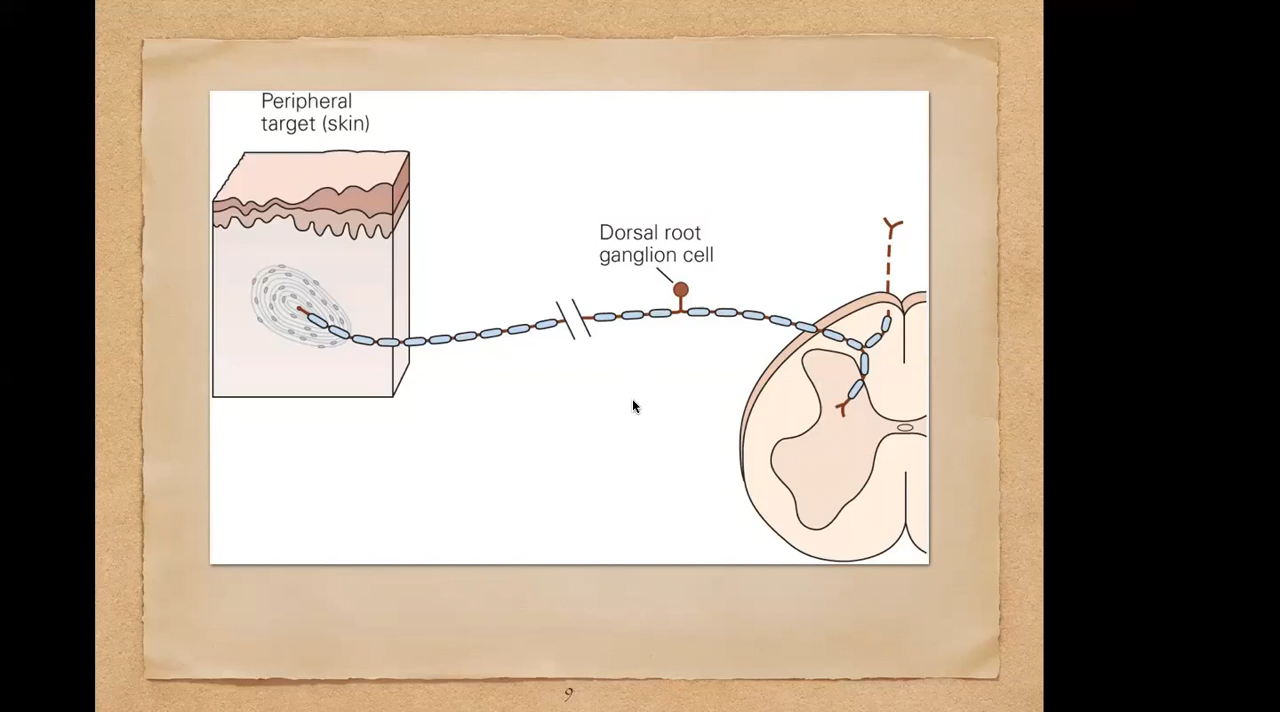 Peripheral
target (skin)
Dorsal root
ganglion cell
9